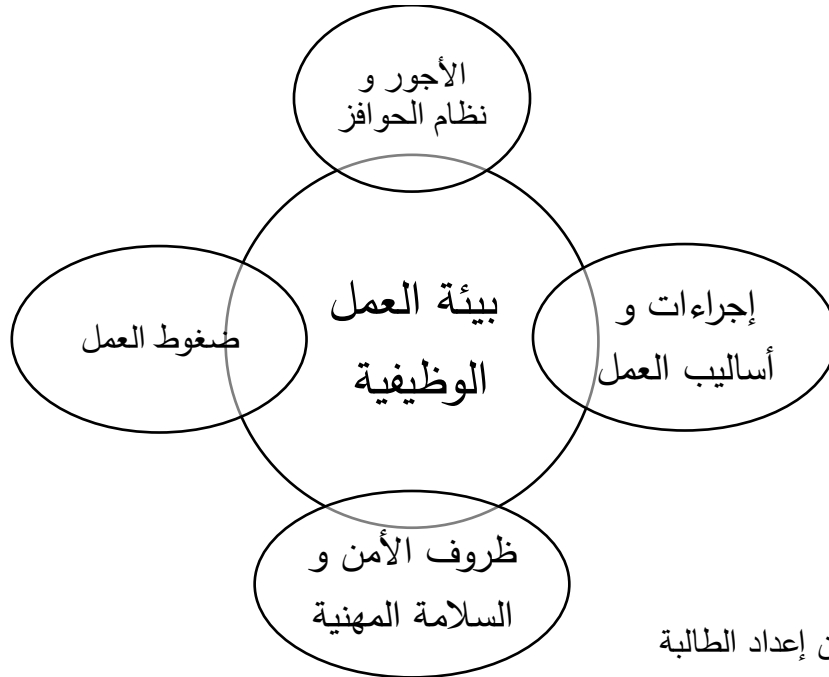 الأجور و
نظام الحوافز
بيئة العمل
الوظيفية
إجراءات و
أساليب العمل
ضغوط العمل
ظروف الأمن و
السلامة المهنية
إعداد الطالبة